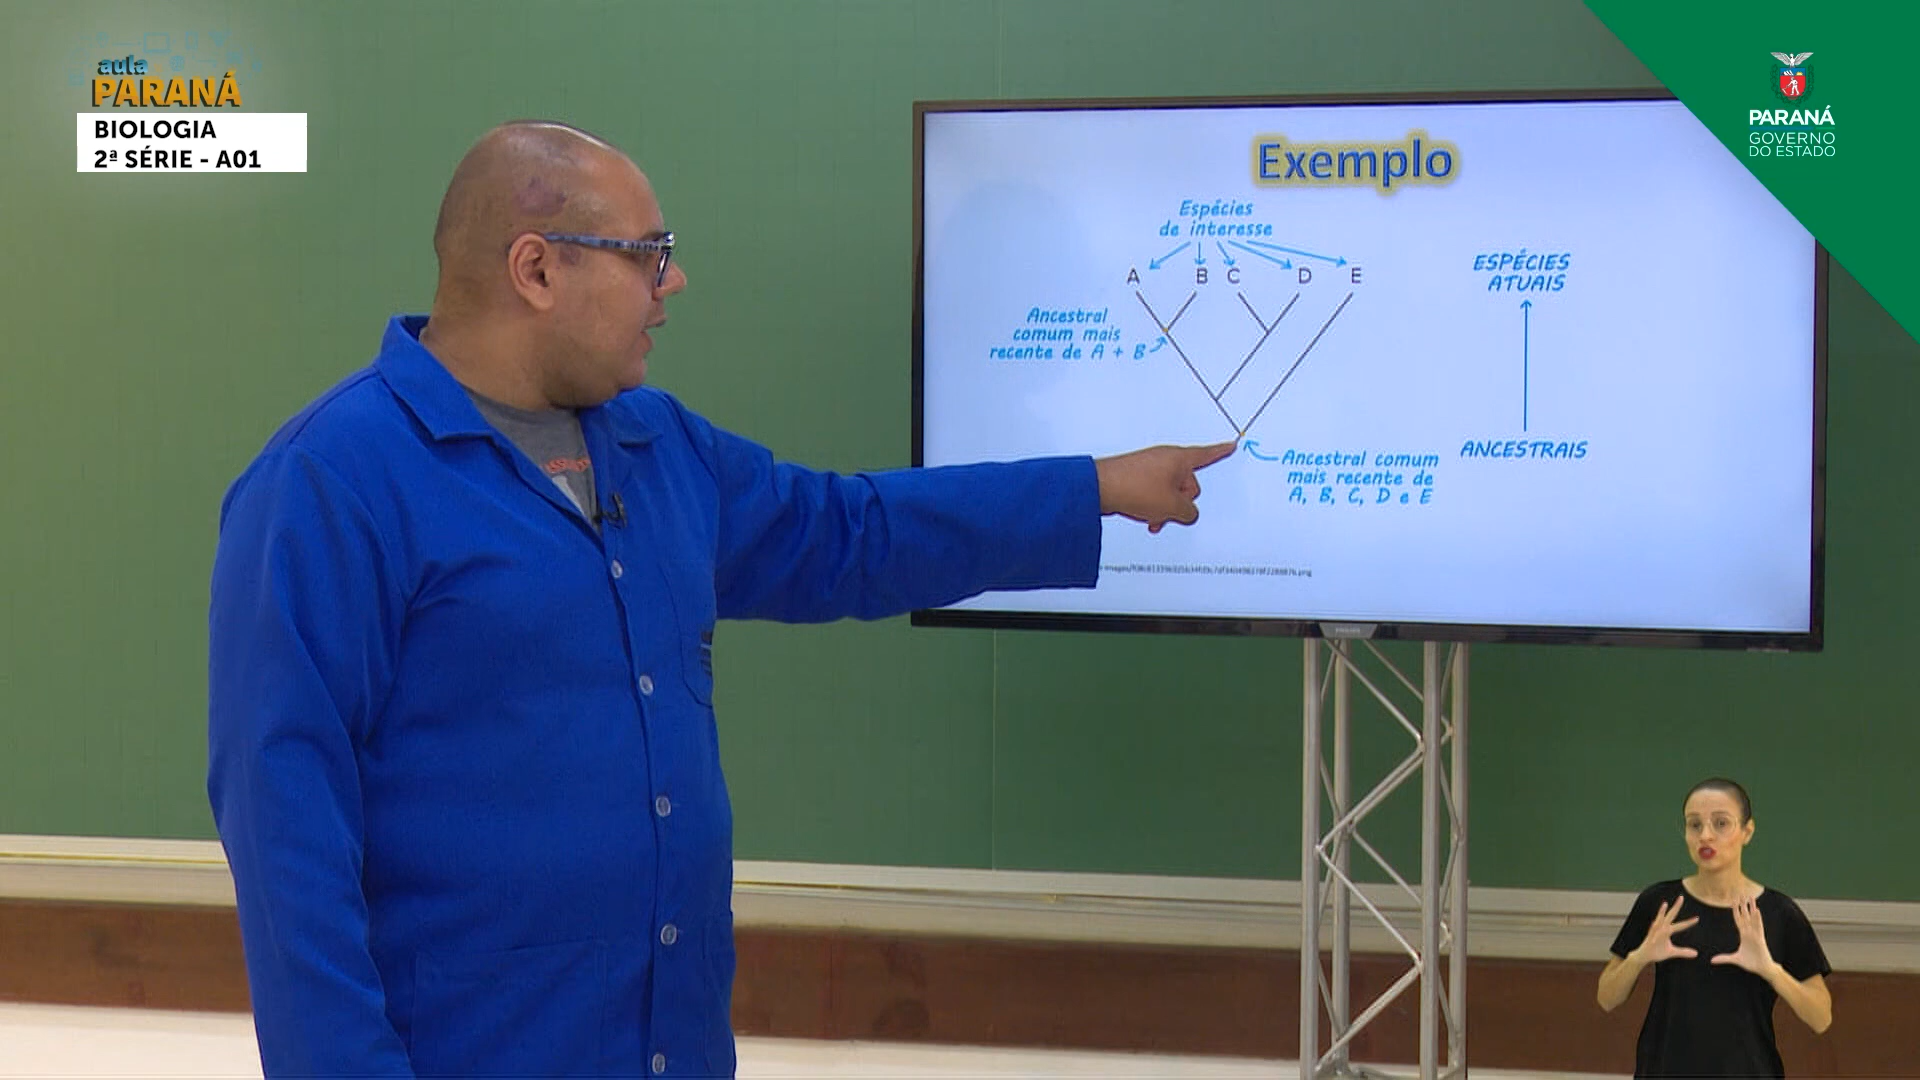 aula
PARANÁ
BIOLOGIA
2ª SÉRIE - A01
PARANÁ
GOVERNO
DO ESTADO
Exemplo
Espécies
de interesse
A B C D E
Ancestral
comum mais
recente de A + B
ESPÉCIES
ATUAIS
ANCESTRAIS
Ancestral comum
mais recente de
A, B, C, D e E
PHILIPS